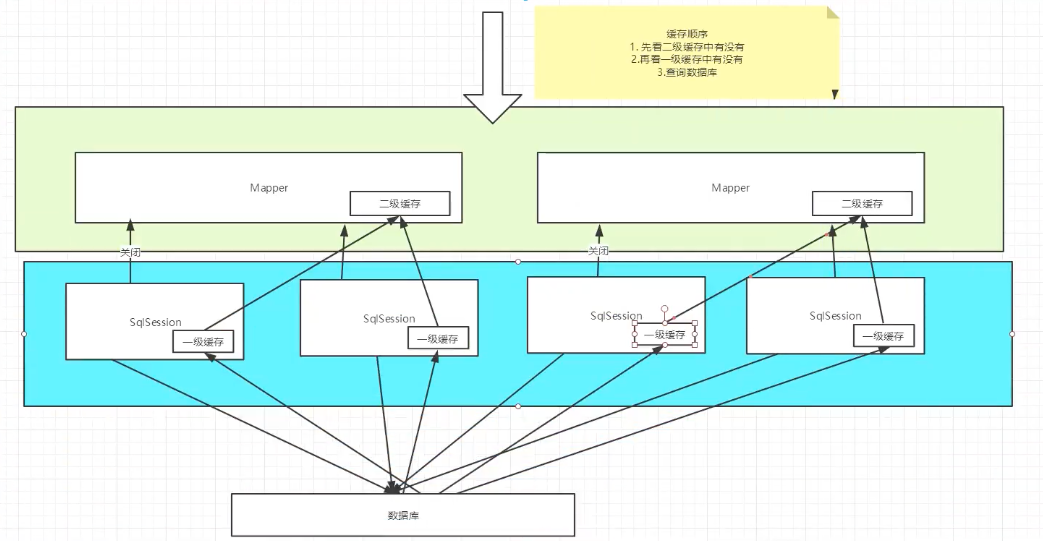 缓存顺序
1. 先看二级缓存中有没有
2.再看一级缓存中有没有
3.查询数据库
Mapper
二级缓存
Mapper
二级缓存
关闭
关闭
SqlSession
一级缓存
SqlSession
一级缓存
SqlSession
一级缓存
SqlSession
一级缓存
数据库